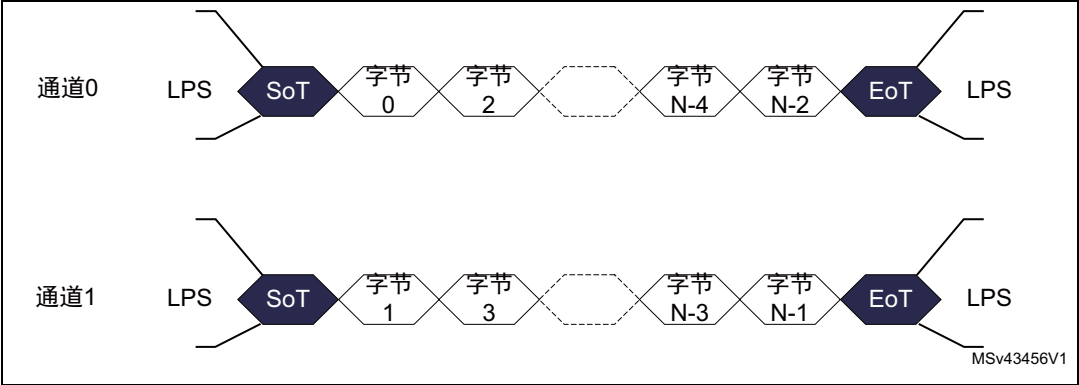 通道0 LPS SoT 字节 0 字节 2 字节 N-4 字节 N-2 EoT LPS
通道1 LPS SoT 字节 1 字节 3 字节 N-3 字节 N-1 EoT LPS
MSv43456V1